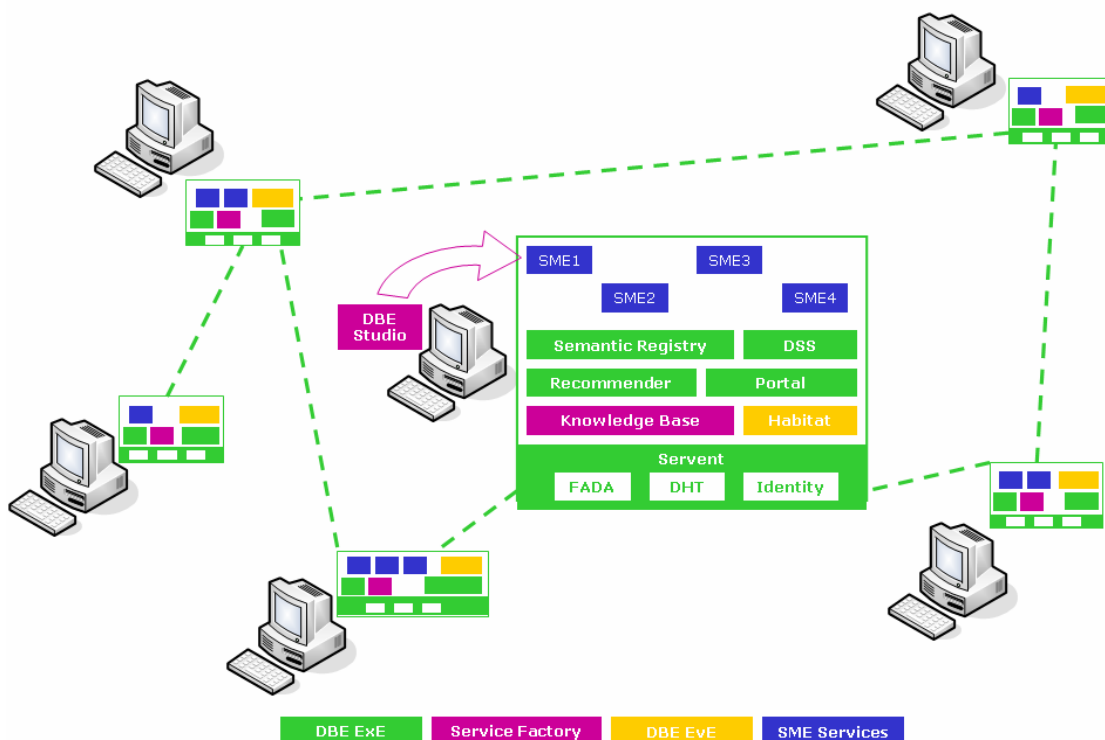 SME1
SME3
SME2
SME4
DBE
Studio
Semantic Registry
DSS
Recommender
Portal
Knowledge Base
Habitat
Servent
FADA
DHT
Identity
DBE ExE
Service Factory
DBE EvE
SME Services